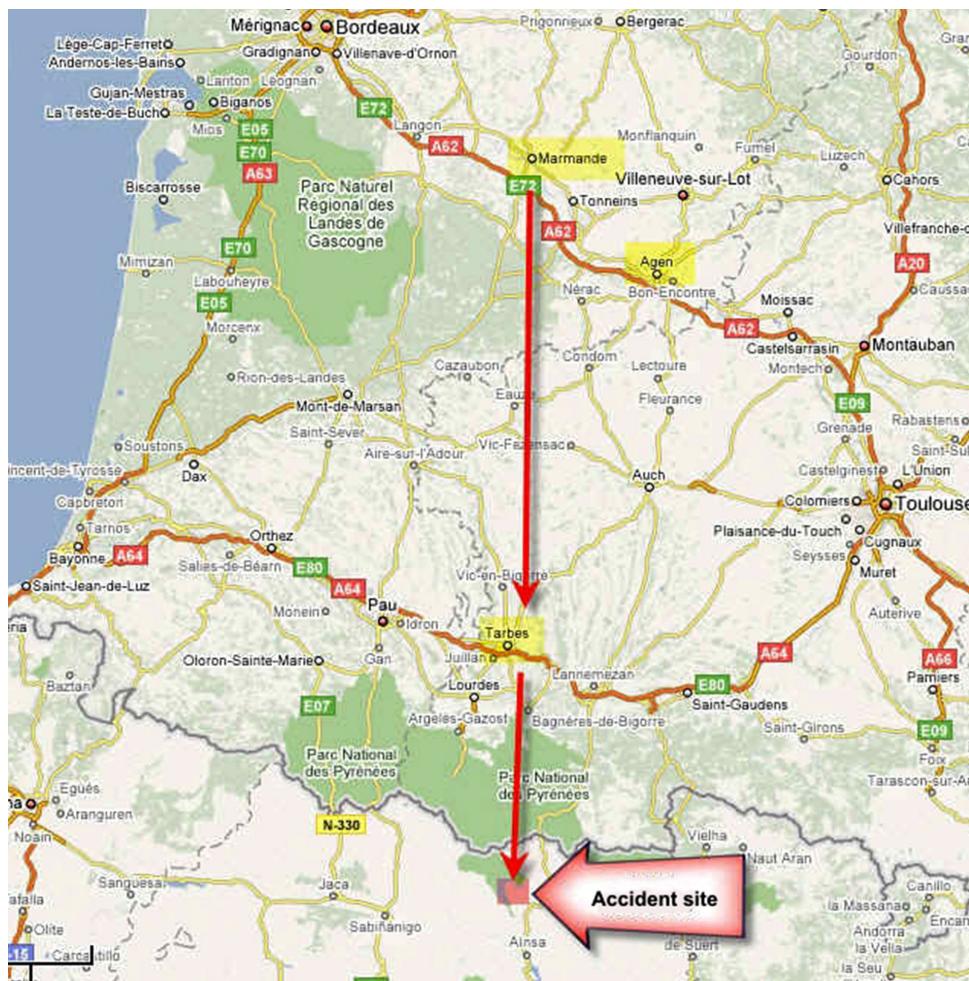 Mérignac
Bordeaux
Prigonrieux
Bergerac
Lège-Cap-Ferret
Gradignan
Villenave-d'Ornon
Andernos-les-Bains
Gourdon
Lanton
Léognan
Gujan-Mestras
Biganos
E72
La Teste-de-Buch
Mios
E05
Langon
Monflanquin
E70
A62
Fumel
Luzech
A63
Marmande
Cahors
Biscarrosse
Parc Naturel
Régional des
Landes de
Gascogne
E72
Villeneuve-sur-Lot
Tonneins
A62
E70
Agen
A20
Mimizan
Labouheyre
Nérac
Bon-Encontre
E05
Moissac
Caussa
Morcenx
A62
Castelsarrasin
Montauban
Cazaubon
Condom
Lectoure
Montech
Rion-des-Landes
Eauze
Fleurance
E09
Mont-de-Marsan
Grenade
Rabastens
Saint-Sever
Vic-Fezensac
Soustons
Aire-sur-l'Adour
Dax
Auch
Castelginest
L'Union
Capbreton
Colomiers
Toulouse
Tarnos
Plaisance-du-Touch
Orthez
Cugnaux
Bayonne
A64
Salies-de-Béarn
Seysses
E80
Muret
Saint-Jean-de-Luz
A64
Vic-en-Bigorre
Monein
Pau
Auterive
Idron
Tarbes
Oloron-Sainte-Marie
Gan
Juillan
A64
A66
Baztan
Lourdes
Lannemezan
E80
Pamiers
E07
Saint-Gaudens
Argelès-Gazost
Bagnères-de-Bigorre
Saint-Girons
E09
Parc National
des Pyrénées
Foix
Parc National
des Pyrénées
Tarascon-sur-A
Egüés
Aranguren
N-330
Noain
Vielha
Naut Aran
Sangüesa
Jaca
Accident site
Canillo
la Massana
Encan
Sabiñánigo
Olite
Aínsa
Andorra
la Vella
-15
de Suert
la Seu